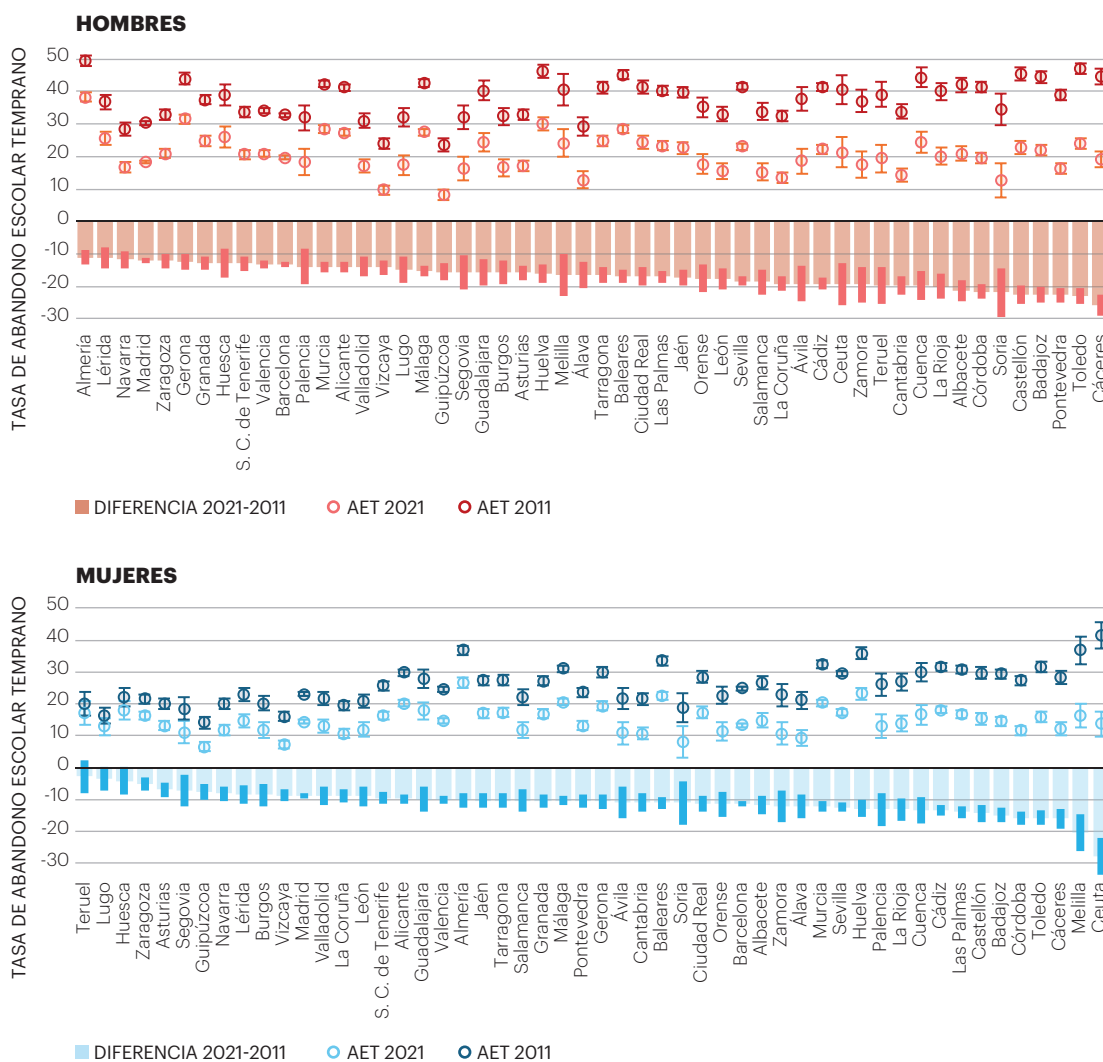 HOMBRES
TASA DE ABANDONO ESCOLAR TEMPRANO
50
40
30
20
10
0
-10
-20
-30
Almería
Lérida
Navarra
Madrid
Zaragoza
Gerona
Granada
Huesca
S. C. de Tenerife
Valencia
Barcelona
Palencia
Murcia
Alicante
Valladolid
Vizcaya
Lugo
Málaga
Guipúzcoa
Segovia
Guadalajara
Burgos
Asturias
Huelva
Melilla
Álava
Tarragona
Baleares
Ciudad Real
Las Palmas
Jaén
Orense
León
Sevilla
Salamanca
La Coruña
Ávila
Cádiz
Ceuta
Zamora
Teruel
Cantabria
Cuenca
La Rioja
Albacete
Córdoba
Soria
Castellón
Badajoz
Pontevedra
Toledo
Cáceres
DIFERENCIA 2021-2011 AET 2021 AET 2011
MUJERES
TASA DE ABANDONO ESCOLAR TEMPRANO
50
40
30
20
10
0
-10
-20
-30
Teruel
Lugo
Huesca
Zaragoza
Asturias
Segovia
Guipúzcoa
Navarra
Lérida
Burgos
Vizcaya
Madrid
Valladolid
La Coruña
León
S. C. de Tenerife
Alicante
Guadalajara
Valencia
Almería
Jaén
Tarragona
Salamanca
Granada
Málaga
Pontevedra
Gerona
Ávila
Cantabria
Baleares
Soria
Ciudad Real
Orense
Barcelona
Albacete
Zamora
Álava
Murcia
Sevilla
Huelva
Palencia
La Rioja
Cuenca
Cádiz
Las Palmas
Castellón
Badajoz
Córdoba
Toledo
Cáceres
Melilla
Ceuta
DIFERENCIA 2021-2011 AET 2021 AET 2011